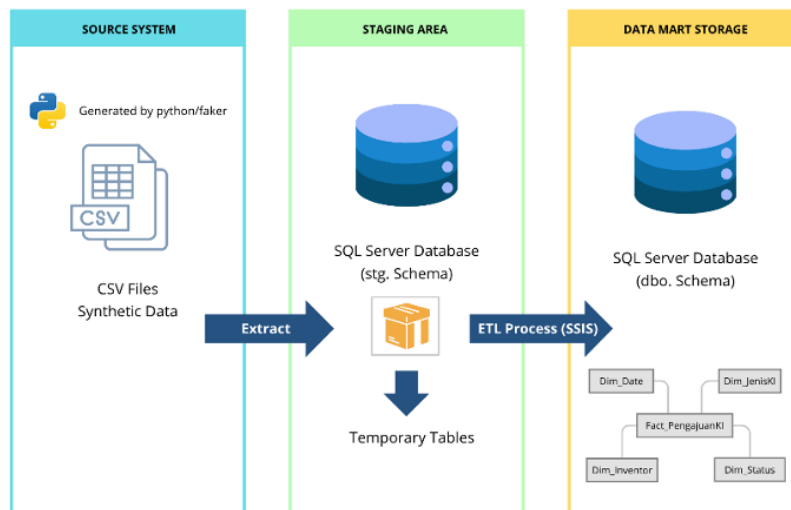 SOURCE SYSTEM
Generated by python/faker
CSV
CSV Files
Synthetic Data
Extract
STAGING AREA
SQL Server Database
(stg. Schema)
ETL Process (SSIS)
Temporary Tables
DATA MART STORAGE
SQL Server Database
(dbo. Schema)
Dim_Date
Dim_JenisKI
Fact_PengajuanKI
Dim_Inventor
Dim_Status